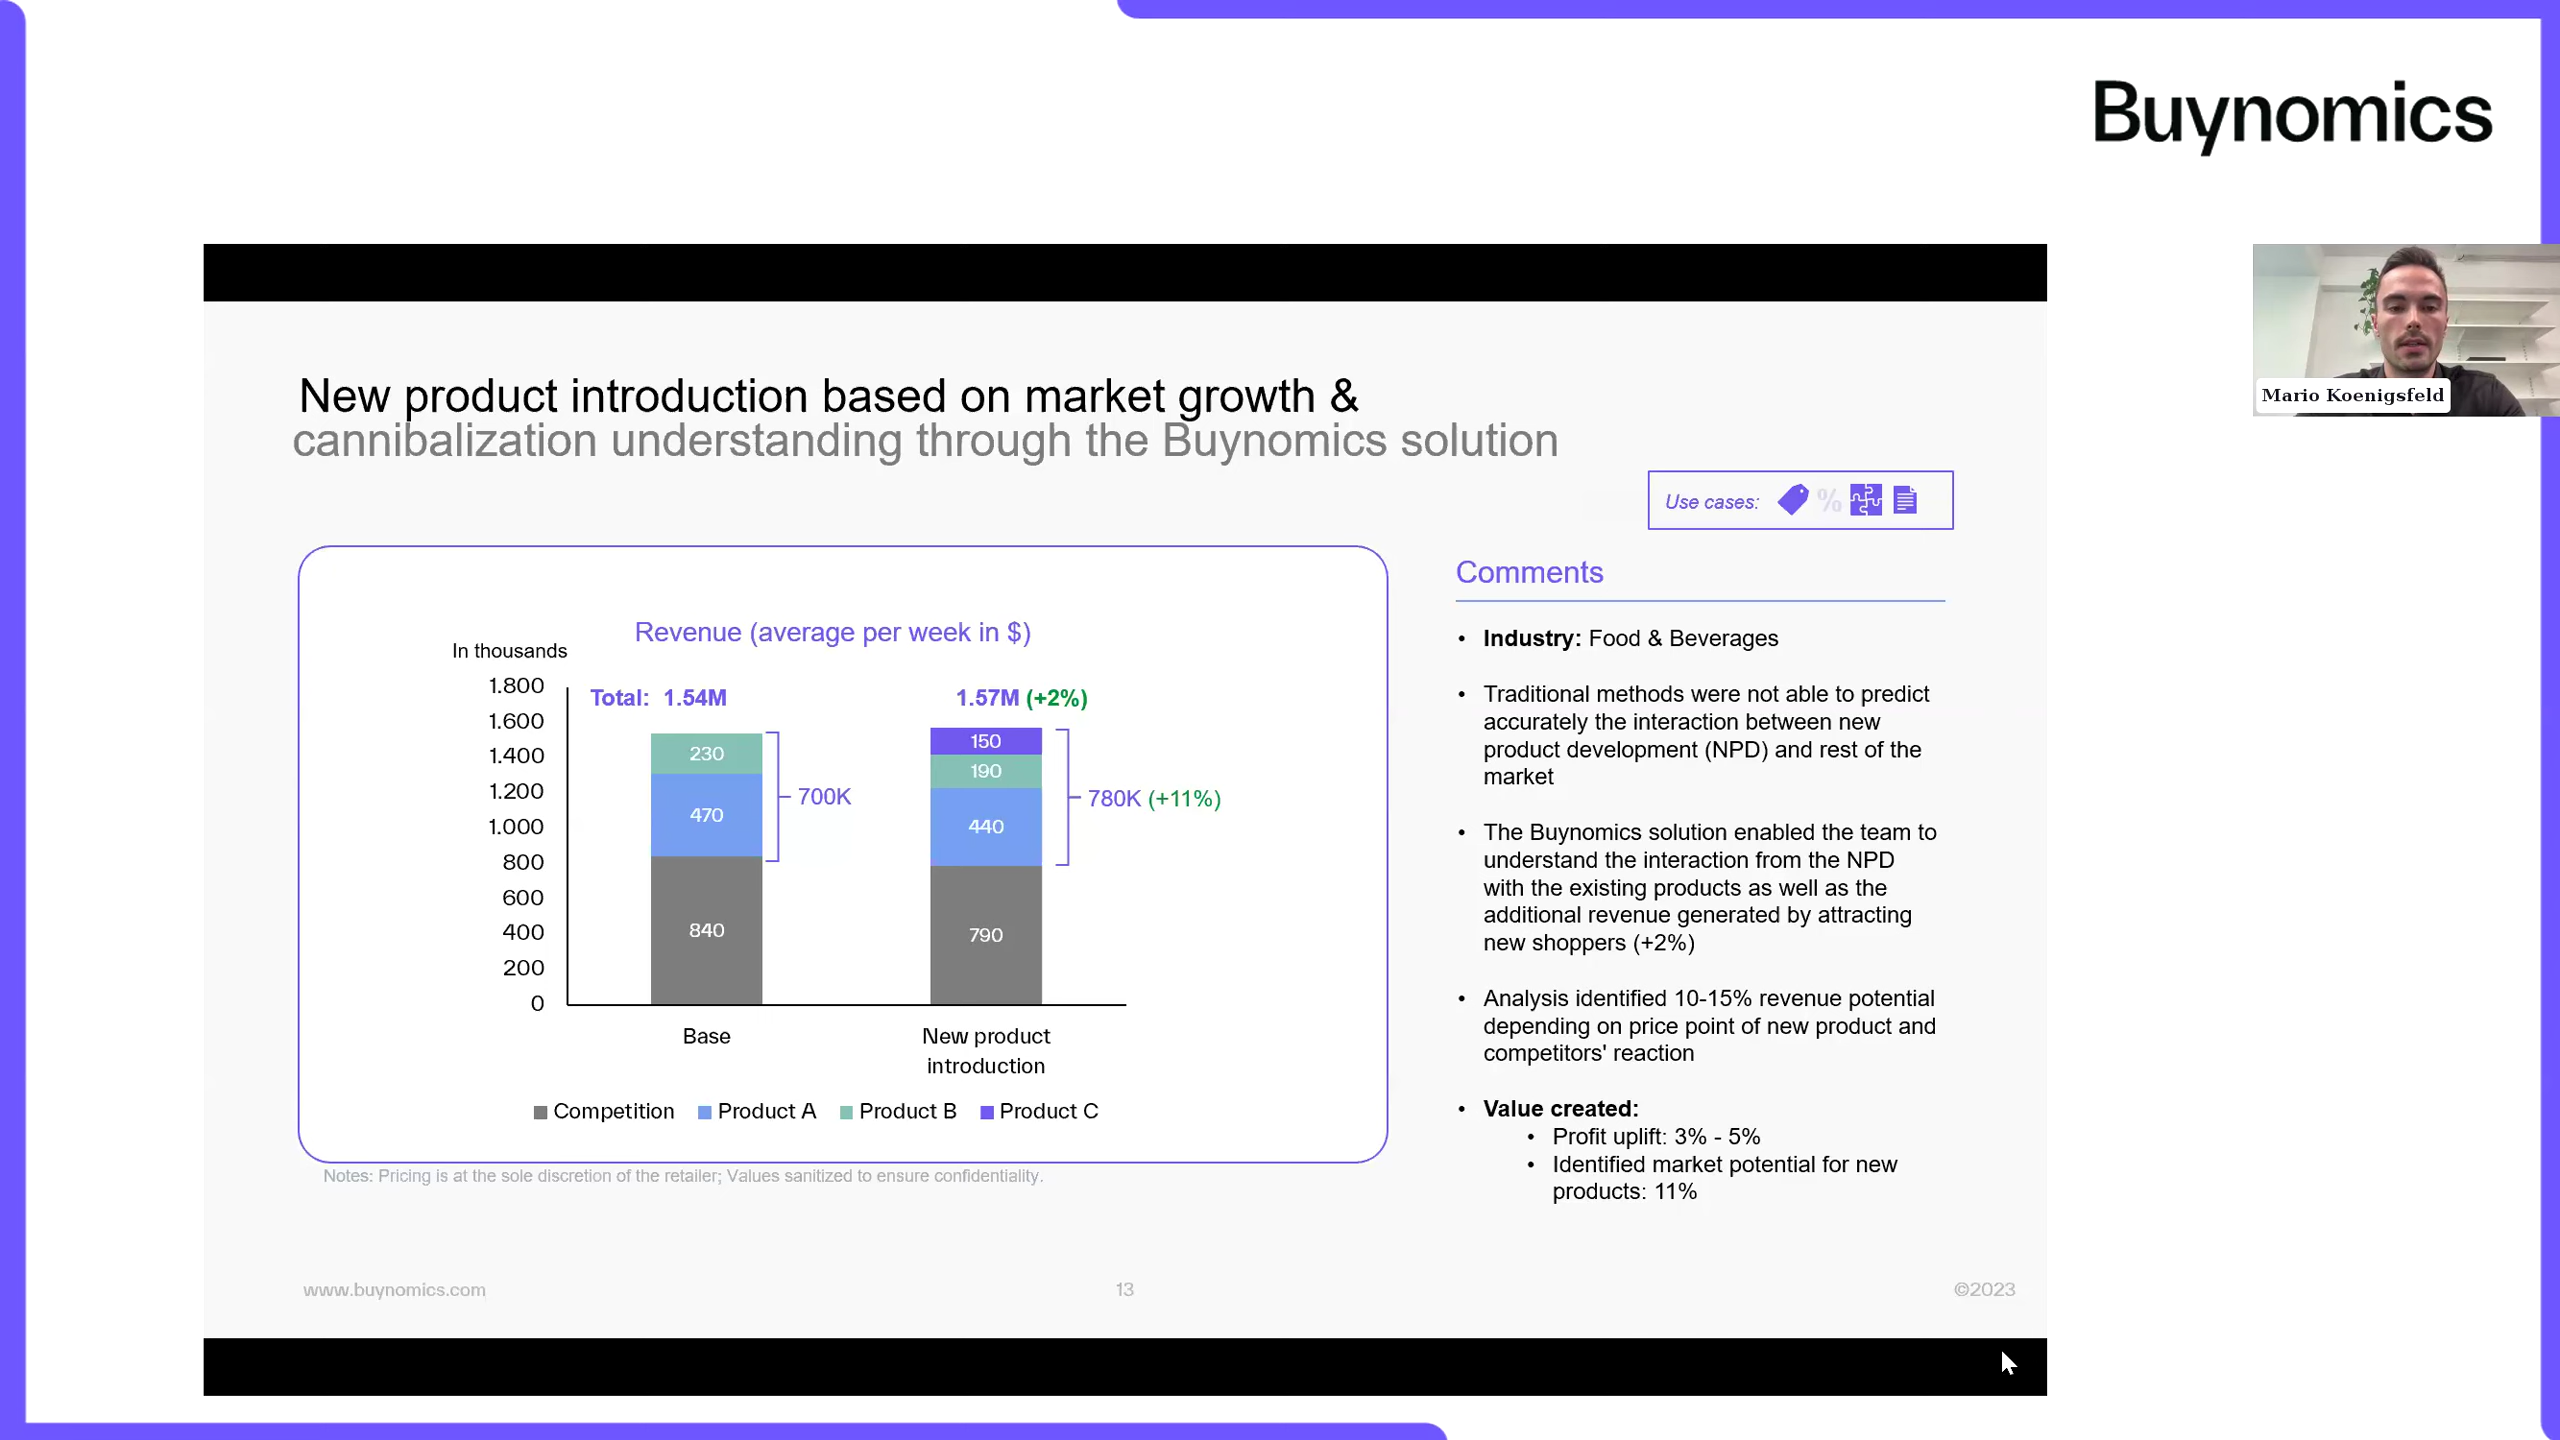 Buynomics
Mario Koenigsfeld
New product introduction based on market growth &
cannibalization understanding through the Buynomics solution
Use cases: %
Revenue (average per week in $)
In thousands
1.800
1.600
1.400
1.200
1.000
800
600
400
200
0
Total: 1.54M
1.57M (+2%)
230
470
840
700K
150
190
440
790
780K (+11%)
Base
New product
introduction
Competition Product A Product B Product C
Notes: Pricing is at the sole discretion of the retailer; Values sanitized to ensure confidentiality.
Comments
• Industry: Food & Beverages
• Traditional methods were not able to predict
accurately the interaction between new
product development (NPD) and rest of the
market
• The Buynomics solution enabled the team to
understand the interaction from the NPD
with the existing products as well as the
additional revenue generated by attracting
new shoppers (+2%)
• Analysis identified 10-15% revenue potential
depending on price point of new product and
competitors' reaction
• Value created:
• Profit uplift: 3% - 5%
• Identified market potential for new
products: 11%
www.buynomics.com
13
©2023